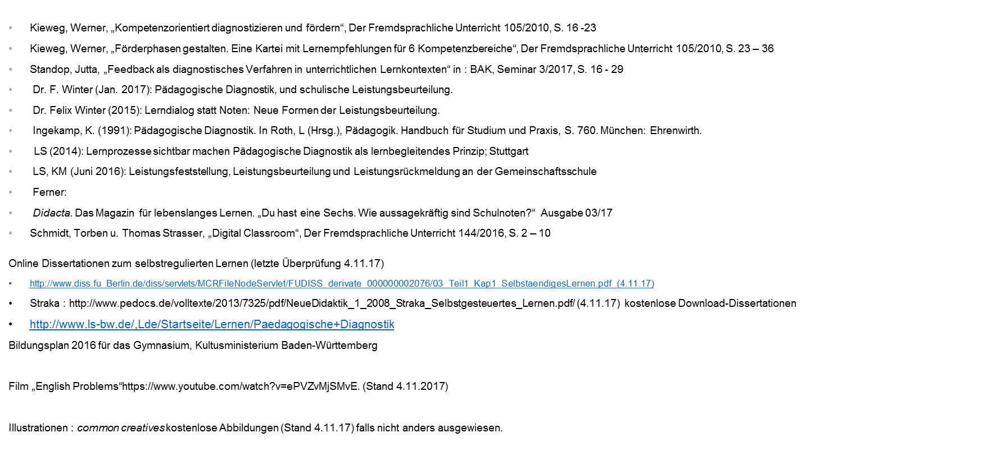 • Kieweg, Werner, „Kompetenzorientiert diagnostizieren und fördern“, Der Fremdsprachliche Unterricht 105/2010, S. 16 -23
• Kieweg, Werner, „Förderphasen gestalten. Eine Kartei mit Lernempfehlungen für 6 Kompetenzbereiche“, Der Fremdsprachliche Unterricht 105/2010, S. 23 – 36
• Standop, Jutta, „Feedback als diagnostisches Verfahren in unterrichtlichen Lernkontexten“ in : BAK, Seminar 3/2017, S. 16 - 29
• Dr. F. Winter (Jan. 2017): Pädagogische Diagnostik, und schulische Leistungsbeurteilung.
• Dr. Felix Winter (2015): Lerndialog statt Noten: Neue Formen der Leistungsbeurteilung.
• Ingekamp, K. (1991): Pädagogische Diagnostik. In Roth, L (Hrsg.), Pädagogik. Handbuch für Studium und Praxis, S. 760. München: Ehrenwirth.
• LS (2014): Lernprozesse sichtbar machen Pädagogische Diagnostik als lernbegleitendes Prinzip; Stuttgart
• LS, KM (Juni 2016): Leistungsfeststellung, Leistungsbeurteilung und Leistungsrückmeldung an der Gemeinschaftsschule
• Ferner:
• Didacta. Das Magazin für lebenslanges Lernen. „Du hast eine Sechs. Wie aussagekräftig sind Schulnoten?“ Ausgabe 03/17
• Schmidt, Torben u. Thomas Strasser, „Digital Classroom“, Der Fremdsprachliche Unterricht 144/2016, S. 2 – 10
Online Dissertationen zum selbstregulierten Lernen (letzte Überprüfung 4.11.17)
• http://www.diss.fu_Berlin.de/diss/servlets/MCRFileNodeServlet/FUDISS_derivate_000000002076/03_Teil1_Kap1_SelbstaendigesLernen.pdf (4.11.17)
• Straka : http://www.pedocs.de/volltexte/2013/7325/pdf/NeueDidaktik_1_2008_Straka_Selbstgesteuertes_Lernen.pdf/ (4.11.17) kostenlose Download-Dissertationen
• http://www.ls-bw.de/,Lde/Startseite/Lernen/Paedagogische+Diagnostik
Bildungsplan 2016 für das Gymnasium, Kultusministerium Baden-Württemberg
Film „English Problems“https://www.youtube.com/watch?v=ePVZvMjSMvE. (Stand 4.11.2017)
Illustrationen : common creatives kostenlose Abbildungen (Stand 4.11.17) falls nicht anders ausgewiesen.